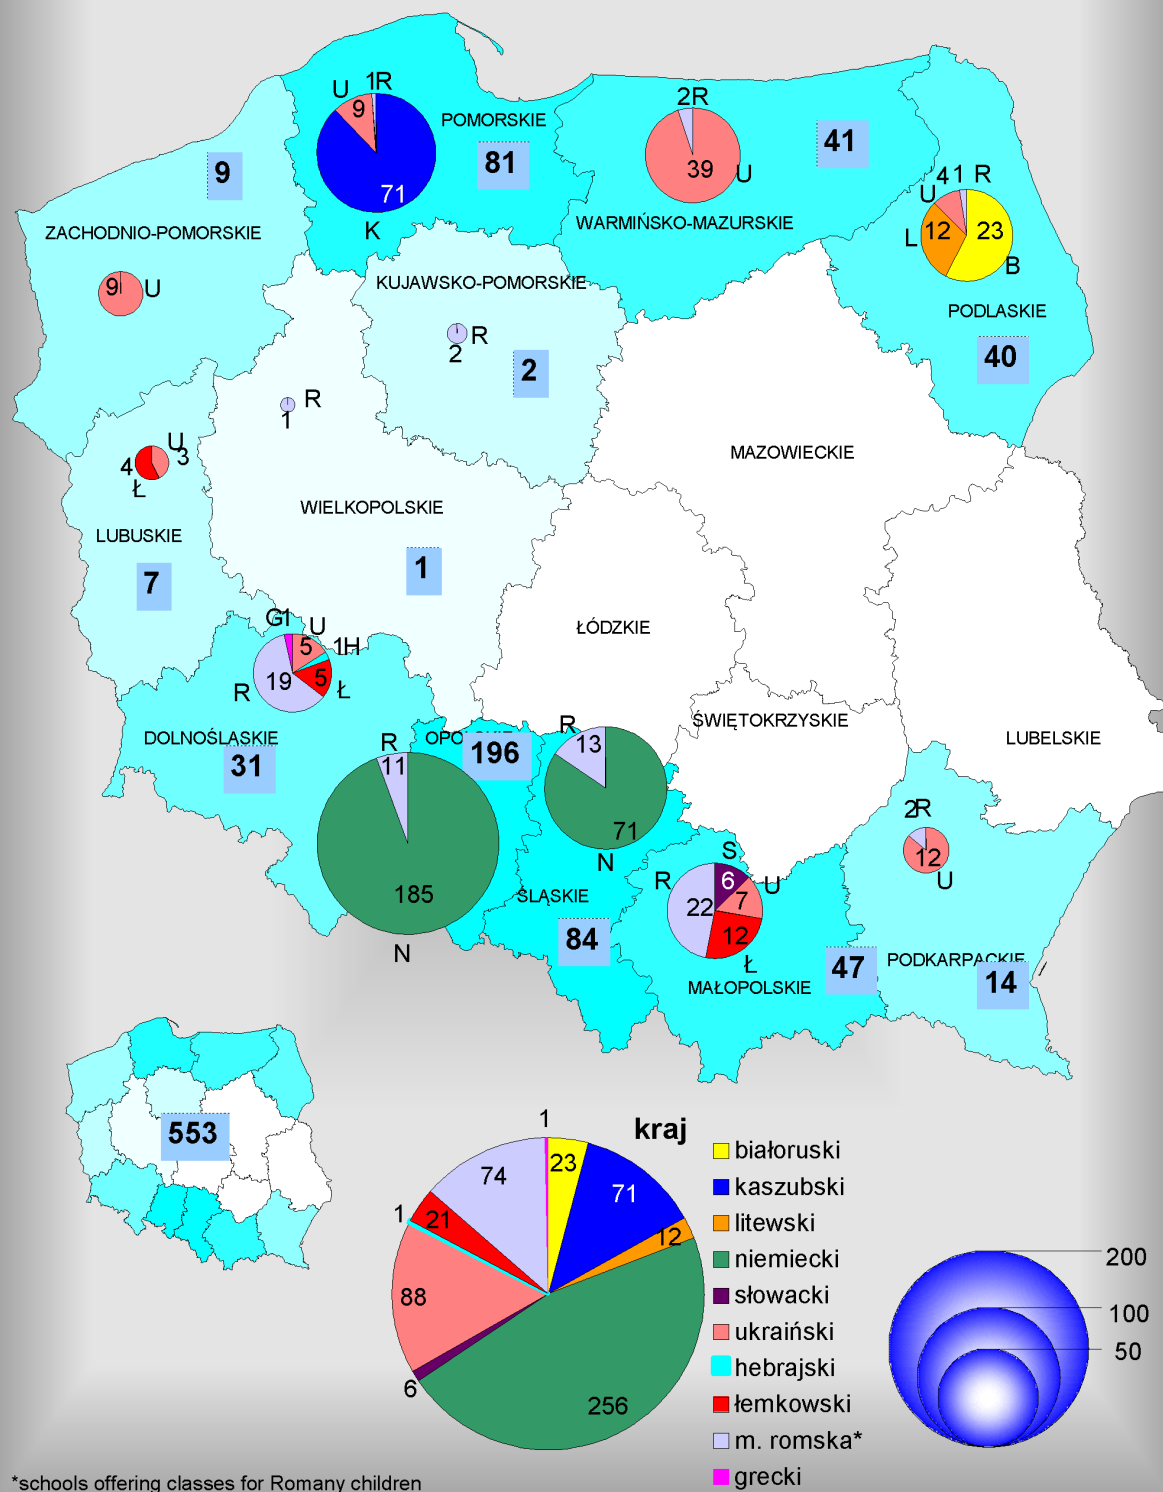 U 1R
9
71
K
POMORSKIE
81
2R
39
U
41
WARMIŃSKO-MAZURSKIE
9
ZACHODNIO-POMORSKIE
9 U
U 4 1 R
L 12 23
B
PODLASKIE
40
KUJAWSKO-POMORSKIE
R
2
2
R
1
WIELKOPOLSKIE
1
MAZOWIECKIE
U
4 3
Ł
LUBUSKIE
7
ŁÓDZKIE
G1 U
5 1H
R 19 5 Ł
DOLNOŚLĄSKIE
31
ŚWIĘTOKRZYSKIE
LUBELSKIE
196
R
11
185
N
R
13
71
N
ŚLĄSKIE
84
S
R 6 U
22 7
12
Ł
MAŁOPOLSKIE
47
2R
12
U
PODKARPACKIE
14
553
kraj
1
23
71
12
256
6
88
1
21
74
białoruski
kaszubski
litewski
niemiecki
słowacki
ukraiński
hebrajski
łemkowski
m. romska*
grecki
200
100
50
*schools offering classes for Romany children